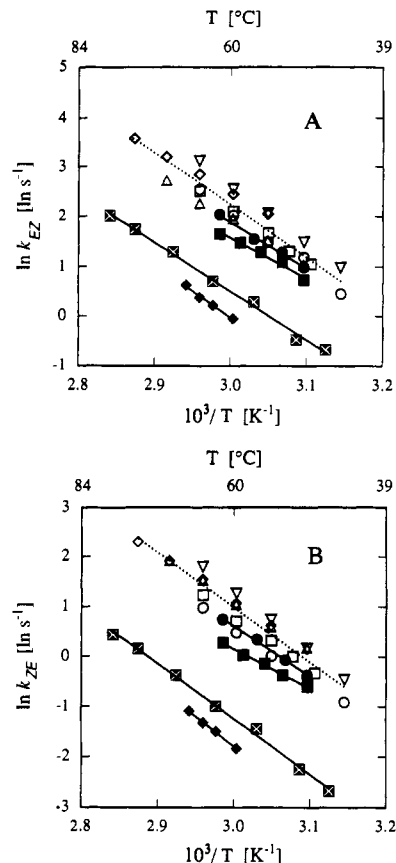 T [°C]
84 60 39
5
4
3
2
1
0
-1
A
ln k_EZ [ln s⁻¹]
2.8 2.9 3.0 3.1 3.2
10³/T [K⁻¹]
T [°C]
84 60 39
3
2
1
0
-1
-2
-3
B
ln k_ZE [ln s⁻¹]
2.8 2.9 3.0 3.1 3.2
10³/T [K⁻¹]